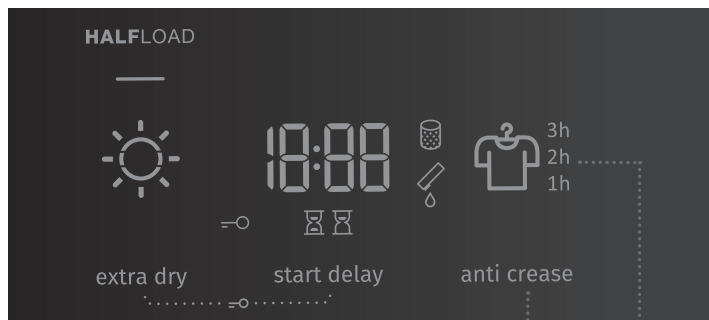 HALFLOAD
18:88
3h
2h
1h
extra dry
start delay
anti crease